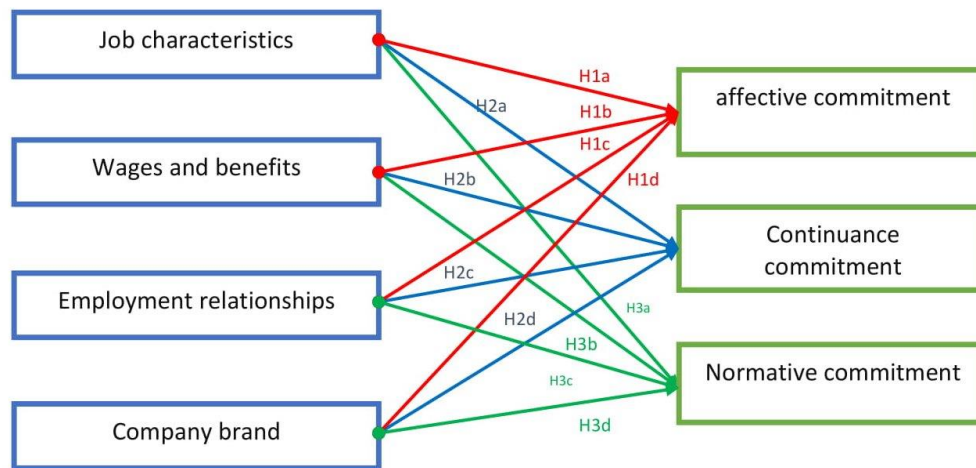 Job characteristics
Wages and benefits
Employment relationships
Company brand
H1a
H2a
H1b
H1c
H2b
H1d
H2c
H3a
H2d
H3b
H3c
H3d
affective commitment
Continuance
commitment
Normative commitment